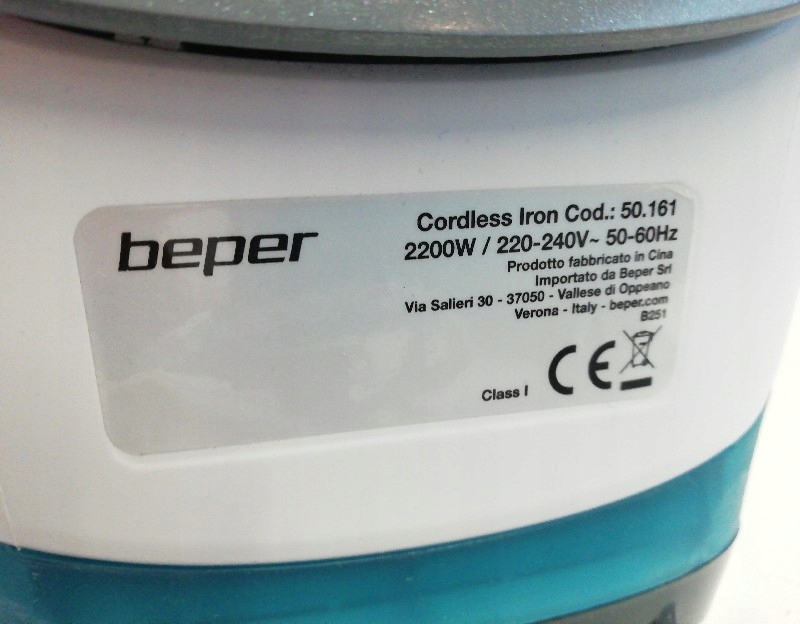 beper
Cordless Iron Cod.: 50.161
2200W / 220-240V~ 50-60Hz
Prodotto fabbricato in Cina
Importato da Beper Srl
Via Salieri 30 - 37050 - Vallese di Oppeano
Verona - Italy - beper.com
B251
Class I
CE